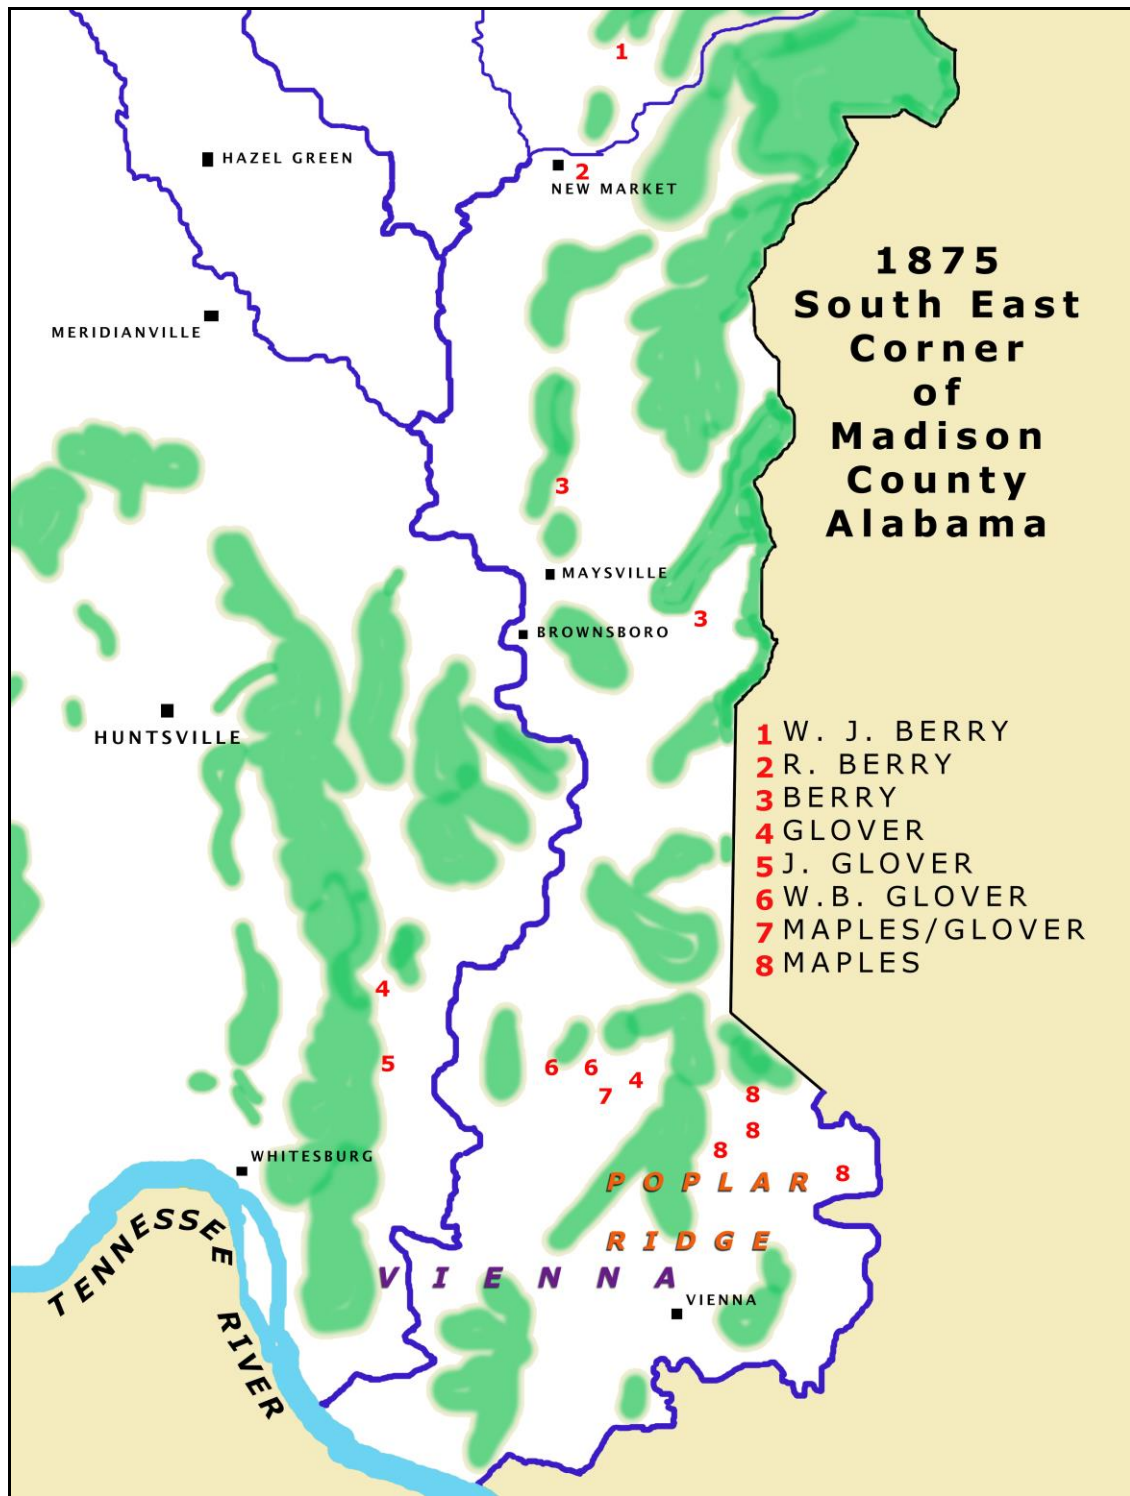 1
HAZEL GREEN
2
NEW MARKET
1875
South East
Corner
of
Madison
County
Alabama
MERIDIANVILLE
3
MAYSVILLE
3
BROWNSBORO
HUNTSVILLE
1 W. J. BERRY
2 R. BERRY
3 BERRY
4 GLOVER
5 J. GLOVER
6 W.B. GLOVER
7 MAPLES/GLOVER
8 MAPLES
4
5
6
6
4
7
8
8
8
8
WHITESBURG
POPLAR
RIDGE
TENNESSEE
RIVER
VIENNA
VIENNA